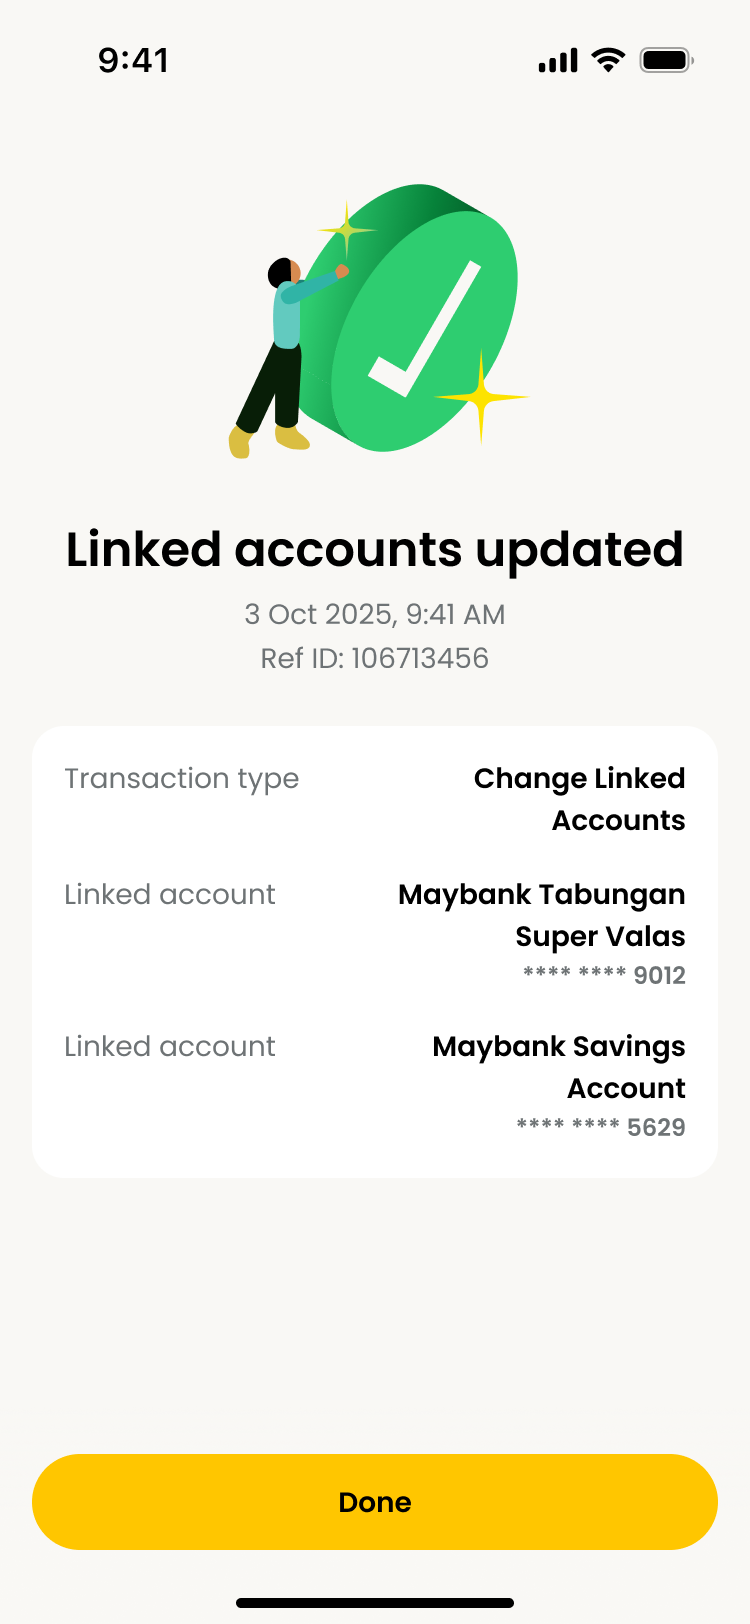 9:41
Linked accounts updated
3 Oct 2025, 9:41 AM
Ref ID: 106713456
Transaction type
Change Linked
Accounts
Linked account
Maybank Tabungan
Super Valas
**** **** 9012
Linked account
Maybank Savings
Account
**** **** 5629
Done